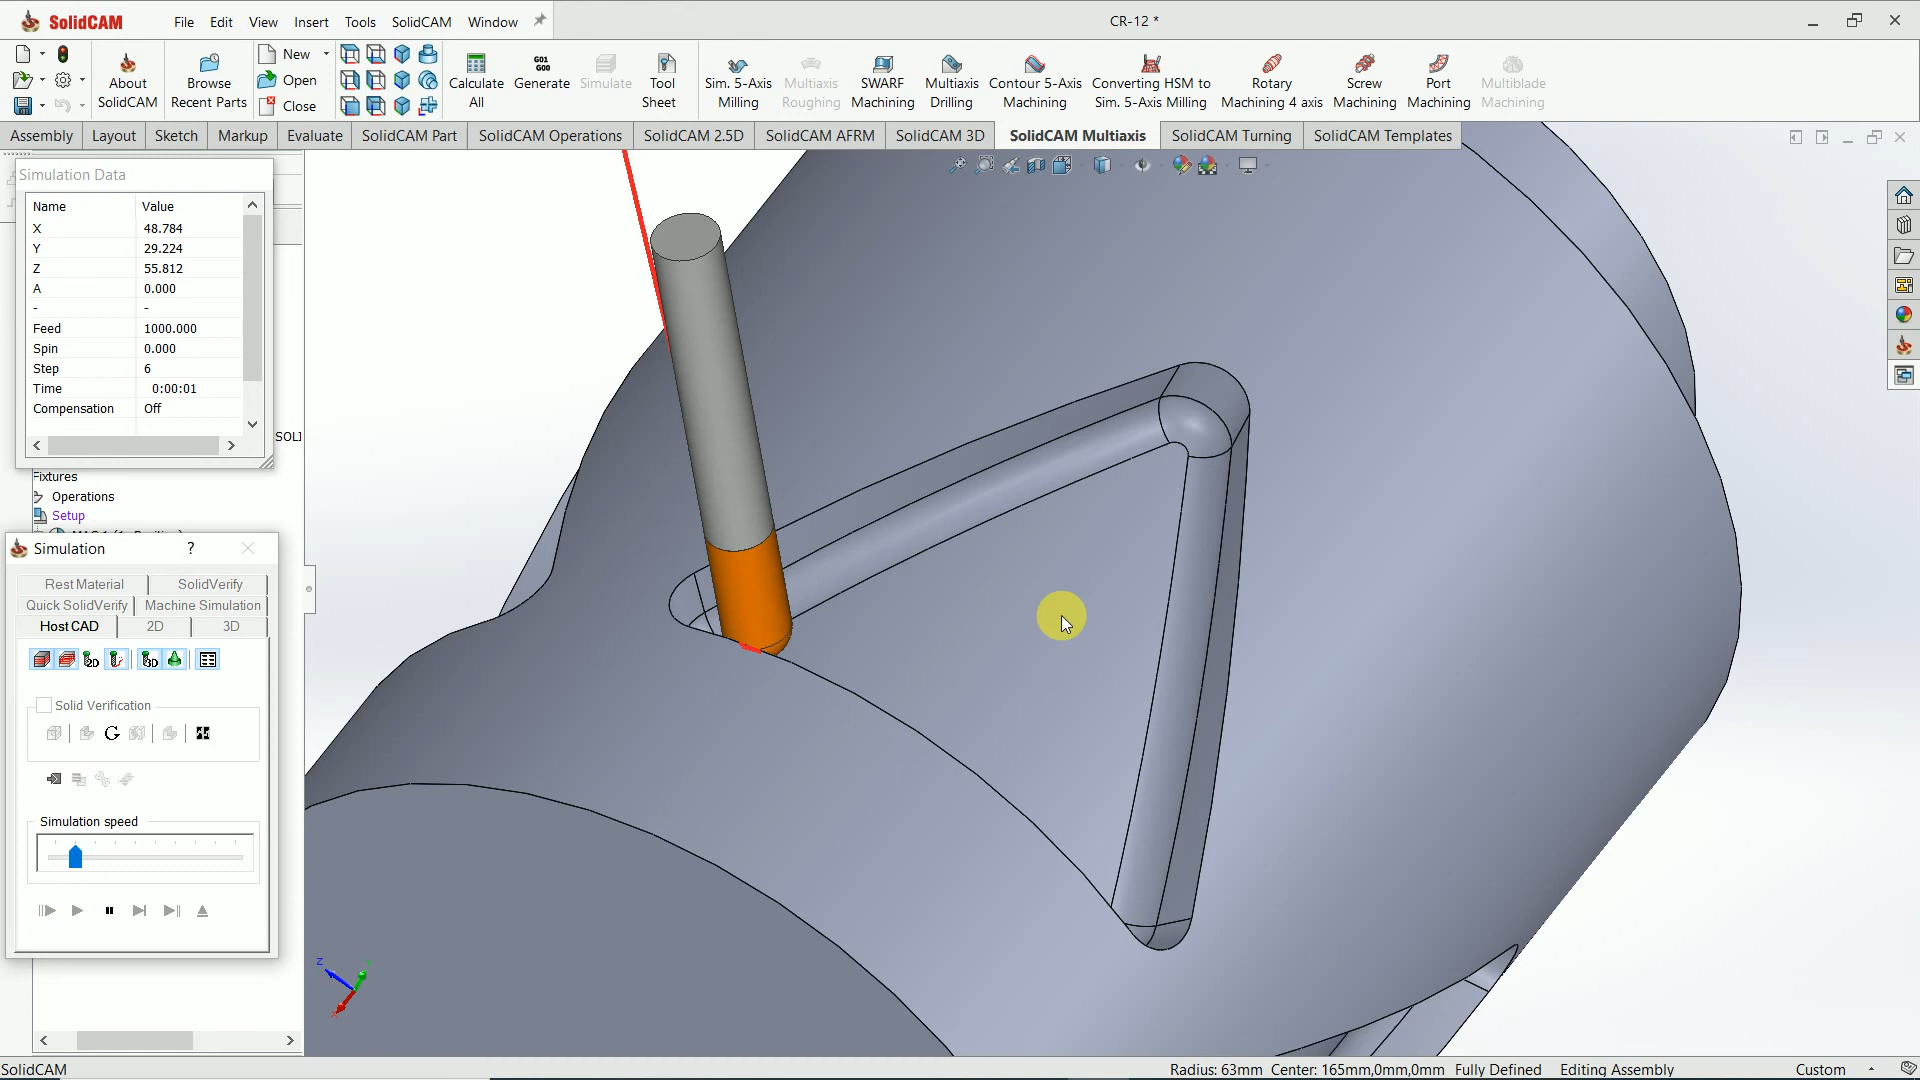 SolidCAM
File Edit View Insert Tools SolidCAM Window
CR-12 *
New
Open
Close
About SolidCAM
Browse Recent Parts
Calculate All
G01 G00
Generate
Simulate
Tool Sheet
Sim. 5-Axis Milling
Multiaxis Roughing
SWARF Machining
Multiaxis Drilling
Contour 5-Axis Machining
Converting HSM to Sim. 5-Axis Milling
Rotary Machining 4 axis
Screw Machining
Port Machining
Multiblade Machining
Assembly Layout Sketch Markup Evaluate SolidCAM Part SolidCAM Operations SolidCAM 2.5D SolidCAM AFRM SolidCAM 3D SolidCAM Multiaxis SolidCAM Turning SolidCAM Templates
Simulation Data
Name Value
X 48.784
Y 29.224
Z 55.812
A 0.000
- -
Feed 1000.000
Spin 0.000
Step 6
Time 0:00:01
Compensation Off
SOLI
Fixtures
Operations
Setup
Simulation ?
Rest Material SolidVerify
Quick SolidVerify Machine Simulation
Host CAD 2D 3D
2D 3D
Solid Verification
Simulation speed
Z
SolidCAM
Radius: 63mm Center: 165mm,0mm,0mm Fully Defined Editing Assembly Custom